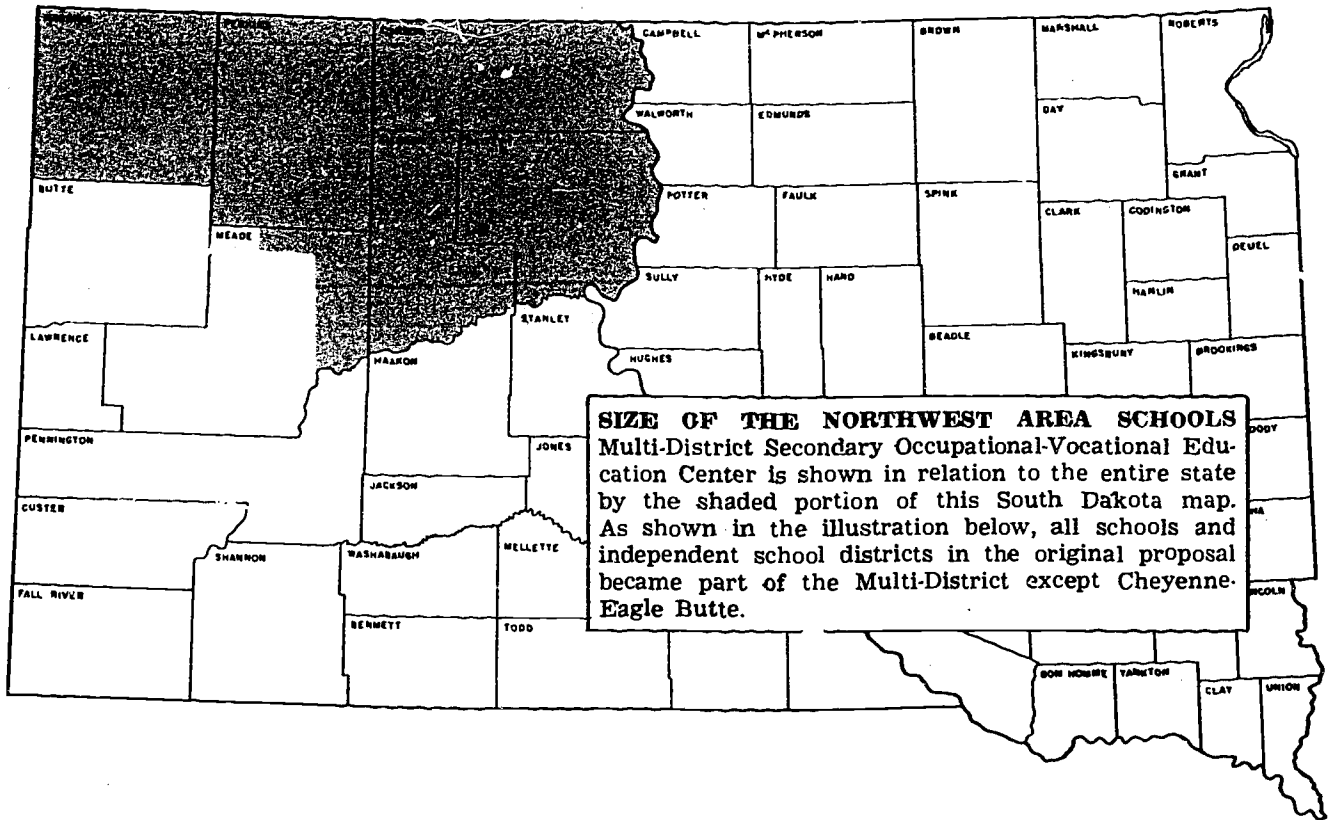 CAMPBELL
McPHERSON
BROWN
MARSHALL
ROBERTS
PERKINS
WALWORTH
EDMUNDS
DAY
GRANT
BUTTE
POTTER
FAULK
SPINK
CLARK
CODINGTON
DEUEL
MEADE
SULLY
HYDE
HAND
HAMLIN
STANLEY
LAWRENCE
HAAKON
HUGHES
BEADLE
KINGSBURY
BROOKINGS
SIZE OF THE NORTHWEST AREA SCHOOLS
Multi-District Secondary Occupational-Vocational Edu-
cation Center is shown in relation to the entire state
by the shaded portion of this South Dakota map.
As shown in the illustration below, all schools and
independent school districts in the original proposal
became part of the Multi-District except Cheyenne-
Eagle Butte.
PENNINGTON
JONES
OODY
JACKSON
CUSTER
HA
SHANNON
WASHABAUGH
MELLETTE
FALL RIVER
NCOLN
BENNETT
TODD
BON HOMME
YANKTON
CLAY
UNION